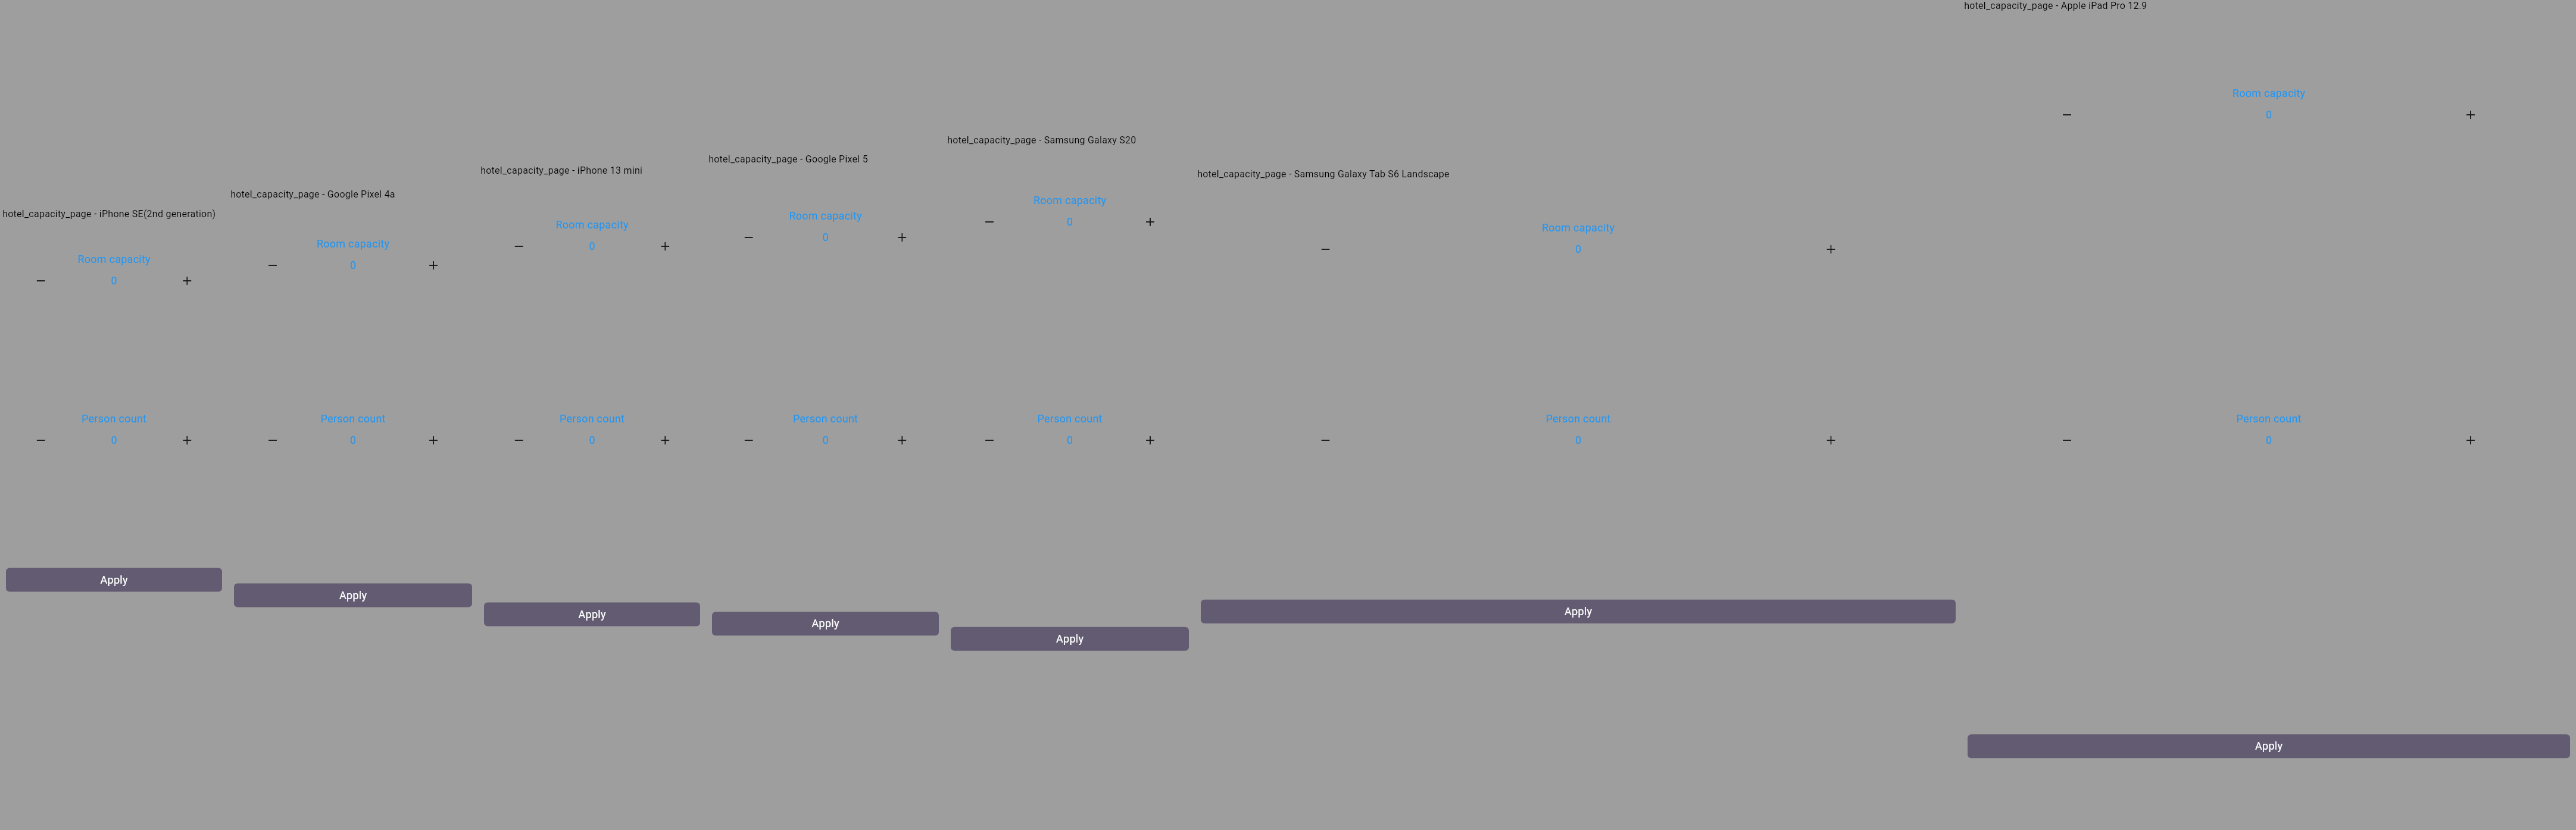 hotel_capacity_page - iPhone SE(2nd generation)
Room capacity
− 0 +
Person count
− 0 +
Apply
hotel_capacity_page - Google Pixel 4a
Room capacity
− 0 +
Person count
− 0 +
Apply
hotel_capacity_page - iPhone 13 mini
Room capacity
− 0 +
Person count
− 0 +
Apply
hotel_capacity_page - Google Pixel 5
Room capacity
− 0 +
Person count
− 0 +
Apply
hotel_capacity_page - Samsung Galaxy S20
Room capacity
− 0 +
Person count
− 0 +
Apply
hotel_capacity_page - Samsung Galaxy Tab S6 Landscape
Room capacity
− 0 +
Person count
− 0 +
Apply
hotel_capacity_page - Apple iPad Pro 12.9
Room capacity
− 0 +
Person count
− 0 +
Apply